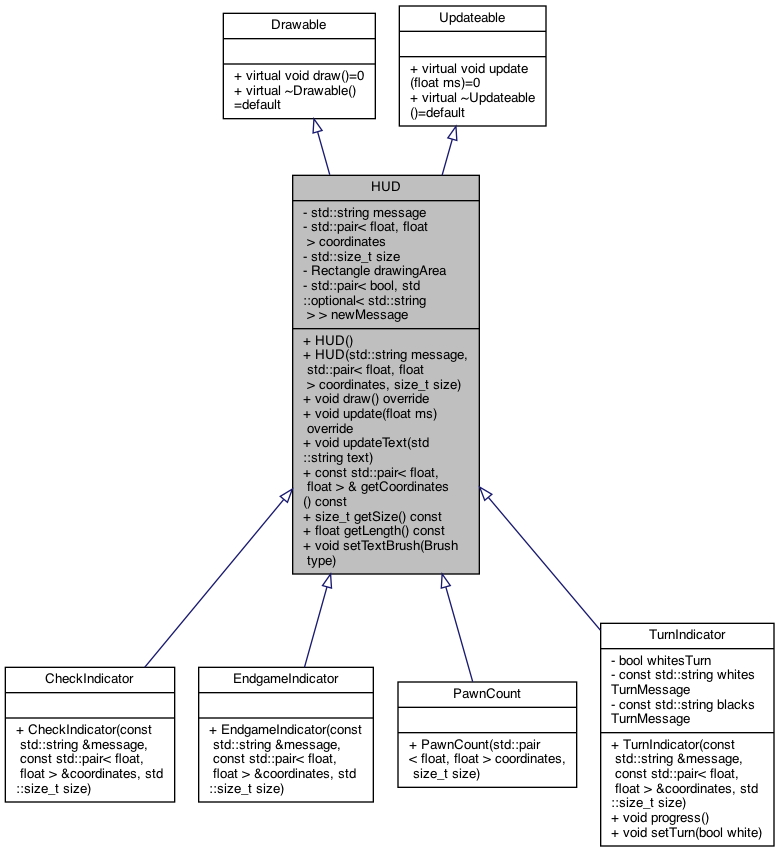 Drawable
+ virtual void draw()=0
+ virtual ~Drawable()
=default
Updateable
+ virtual void update
(float ms)=0
+ virtual ~Updateable
()=default
HUD
- std::string message
- std::pair< float, float
> coordinates
- std::size_t size
- Rectangle drawingArea
- std::pair< bool, std
::optional< std::string
> > newMessage
+ HUD()
+ HUD(std::string message,
std::pair< float, float
> coordinates, size_t size)
+ void draw() override
+ void update(float ms)
override
+ void updateText(std
::string text)
+ const std::pair< float,
float > & getCoordinates
() const
+ size_t getSize() const
+ float getLength() const
+ void setTextBrush(Brush
type)
CheckIndicator
+ CheckIndicator(const
std::string &message,
const std::pair< float,
float > &coordinates, std
::size_t size)
EndgameIndicator
+ EndgameIndicator(const
std::string &message,
const std::pair< float,
float > &coordinates, std
::size_t size)
PawnCount
+ PawnCount(std::pair
< float, float > coordinates,
size_t size)
TurnIndicator
- bool whitesTurn
- const std::string whites
TurnMessage
- const std::string blacks
TurnMessage
+ TurnIndicator(const
std::string &message,
const std::pair< float,
float > &coordinates, std
::size_t size)
+ void progress()
+ void setTurn(bool white)